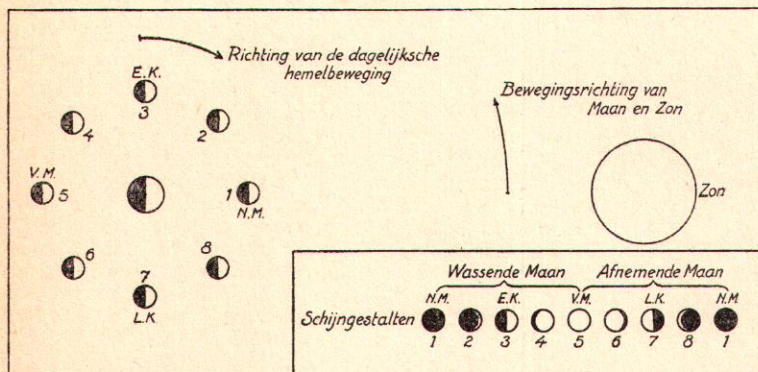 Richting van de dagelijksche
hemelbeweging
E.K.
3
4
2
Bewegingsrichting van
Maan en Zon
V.M.
5
1
N.M.
Zon
6
8
7
L.K
Wassende Maan
Afnemende Maan
N.M. E.K. V.M. L.K. N.M.
Schijngestalten
1 2 3 4 5 6 7 8 1